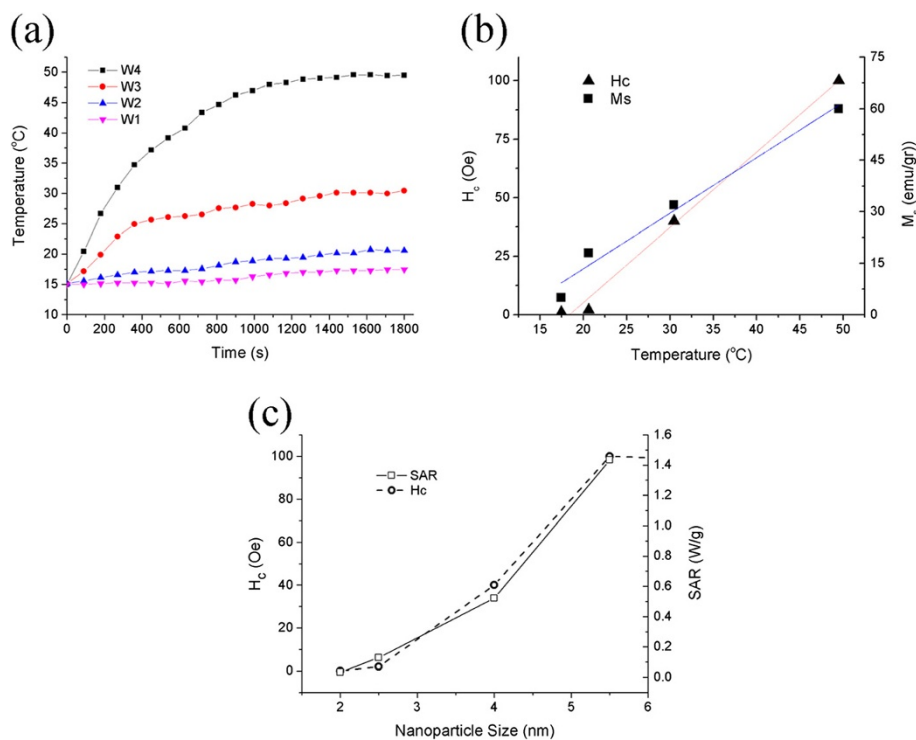 (a)
W4
W3
W2
W1
Temperature (°C)
50
45
40
35
30
25
20
15
10
0 200 400 600 800 1000 1200 1400 1600 1800
Time (s)
(b)
Hc
Ms
Hc (Oe)
100
75
50
25
0
75
60
45
30
15
0
Ms (emu/gr))
15 20 25 30 35 40 45 50
Temperature (°C)
(c)
SAR
Hc
HC (Oe)
100
80
60
40
20
0
1.6
1.4
1.2
1.0
0.8
0.6
0.4
0.2
0.0
SAR (W/g)
2 3 4 5 6
Nanoparticle Size (nm)